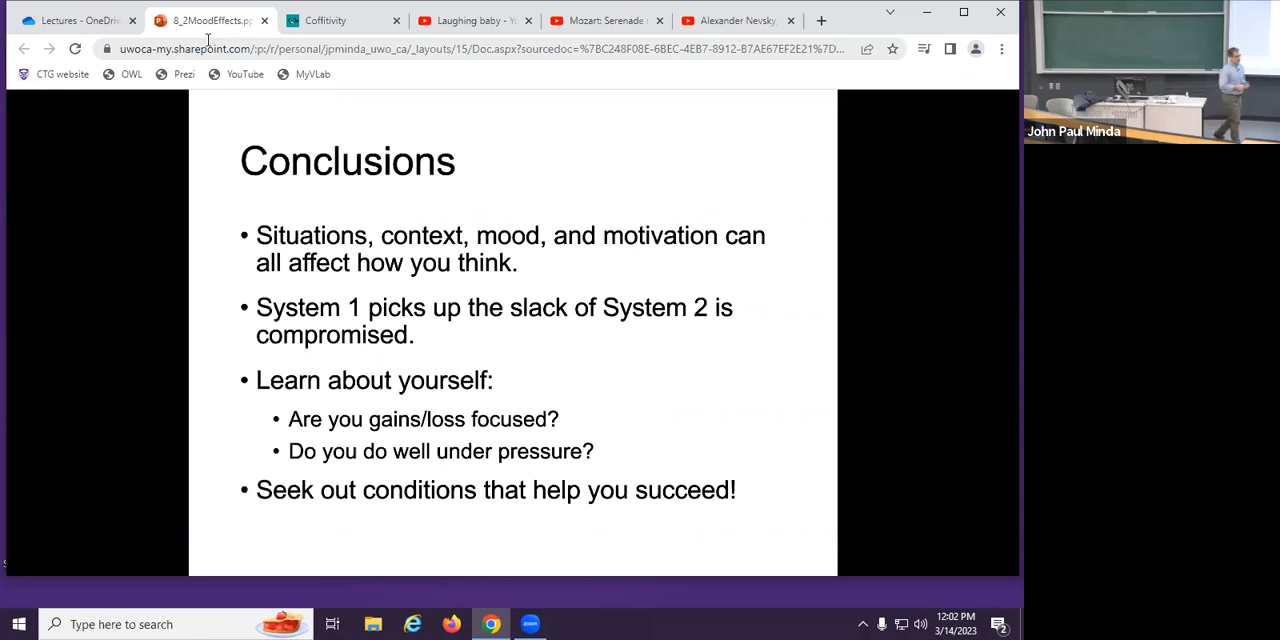 Lectures - OneDriv
8_2MoodEffects.pp
Coffitivity
Laughing baby - Yo
Mozart: Serenade n
Alexander Nevsky,
uwoca-my.sharepoint.com/:p:/r/personal/jpminda_uwo_ca/_layouts/15/Doc.aspx?sourcedoc=%7BC248F08E-6BEC-4EB7-8912-B7AE67EF2E21%7D...
CTG website
OWL
Prezi
YouTube
MyVLab
John Paul Minda
Conclusions
• Situations, context, mood, and motivation can
all affect how you think.
• System 1 picks up the slack of System 2 is
compromised.
• Learn about yourself:
• Are you gains/loss focused?
• Do you do well under pressure?
• Seek out conditions that help you succeed!
Type here to search
zoom
12:02 PM
3/14/2023
2